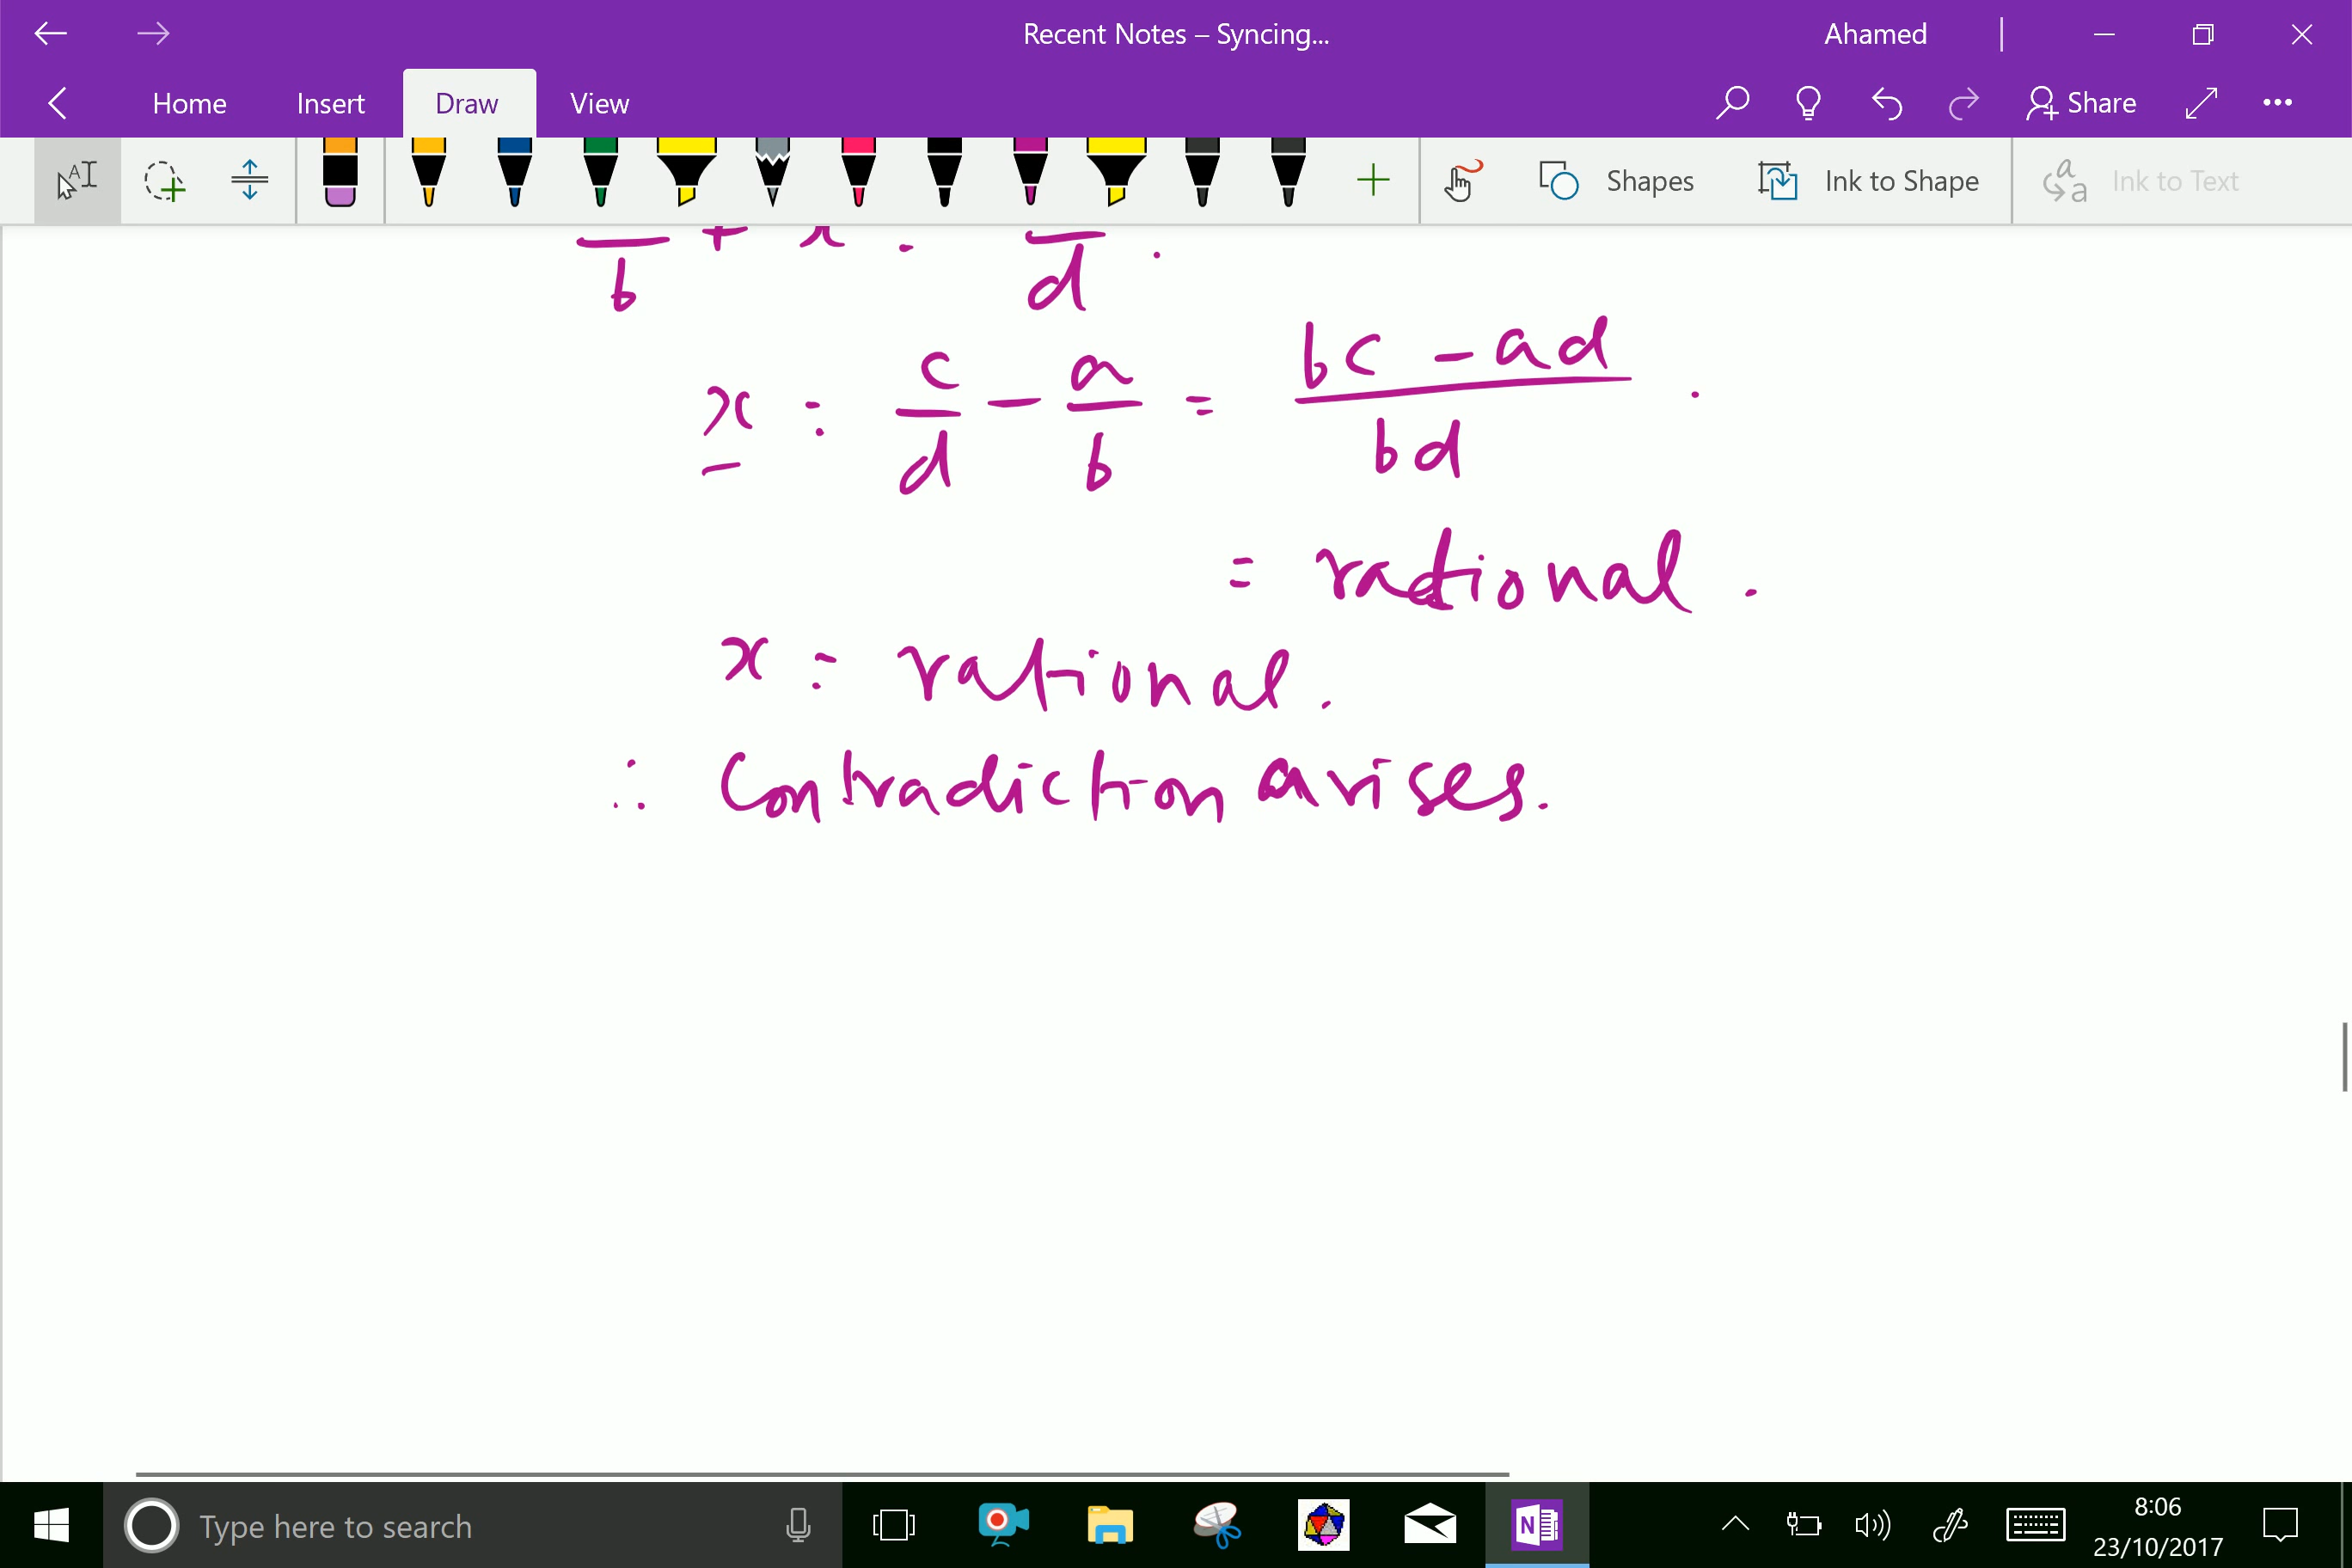 Recent Notes – Syncing...
Ahamed
Home Insert Draw View Share
Shapes Ink to Shape Ink to Text
b + x = d .
x = c/d - a/b = bc - ad / bd .
= rational .
x = rational .
∴ Contradiction arises.
Type here to search
8:06
23/10/2017